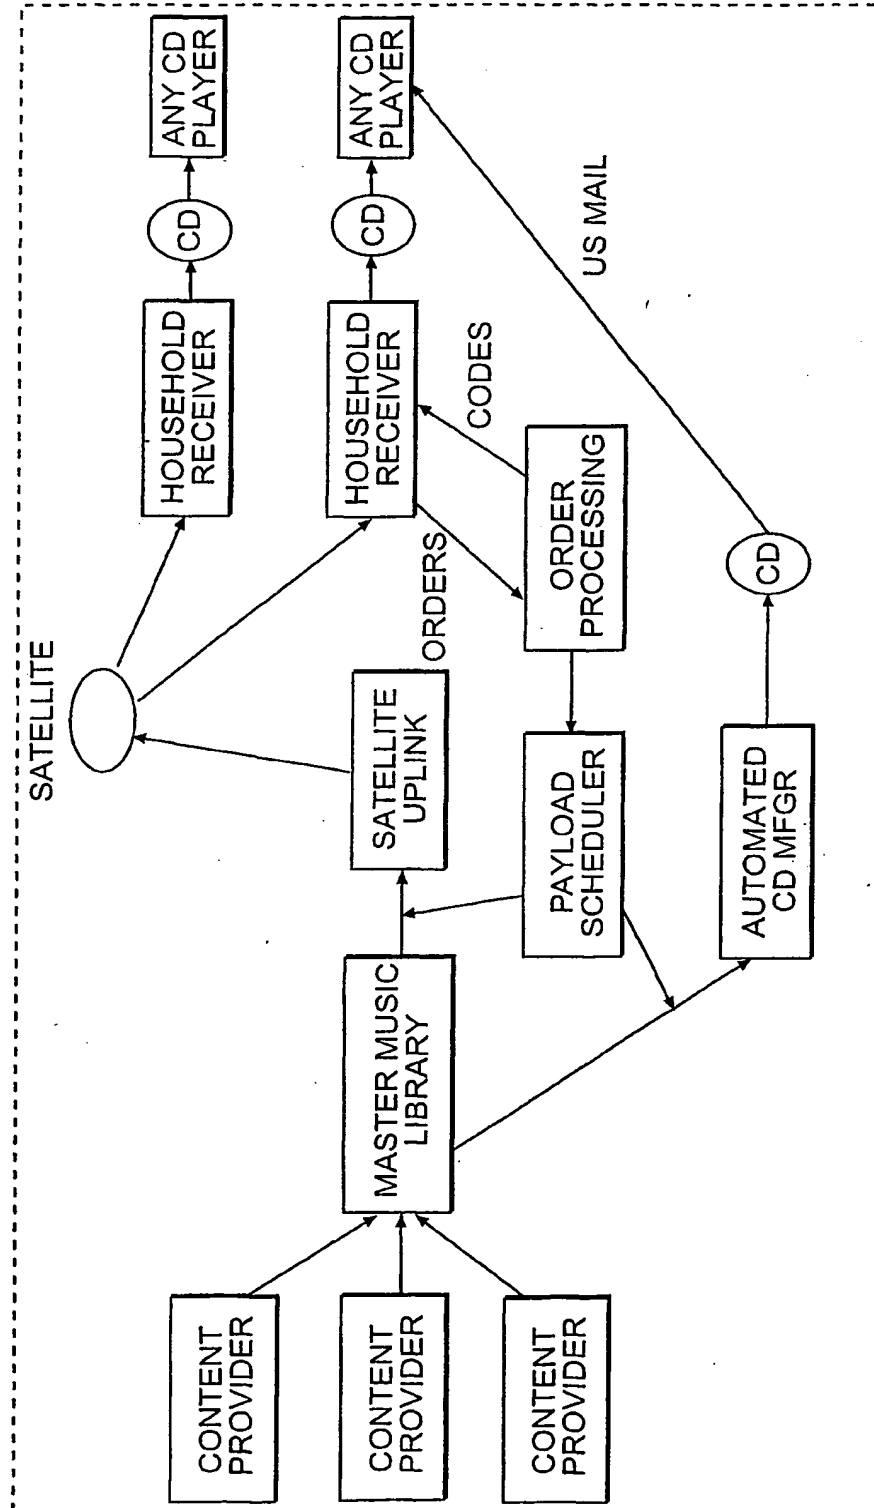 CONTENT
PROVIDER
CONTENT
PROVIDER
CONTENT
PROVIDER
MASTER MUSIC
LIBRARY
SATELLITE
SATELLITE
UPLINK
ORDERS
PAYLOAD
SCHEDULER
ORDER
PROCESSING
CODES
AUTOMATED
CD MFGR
CD
US MAIL
HOUSEHOLD
RECEIVER
CD
ANY CD
PLAYER
HOUSEHOLD
RECEIVER
CD
ANY CD
PLAYER